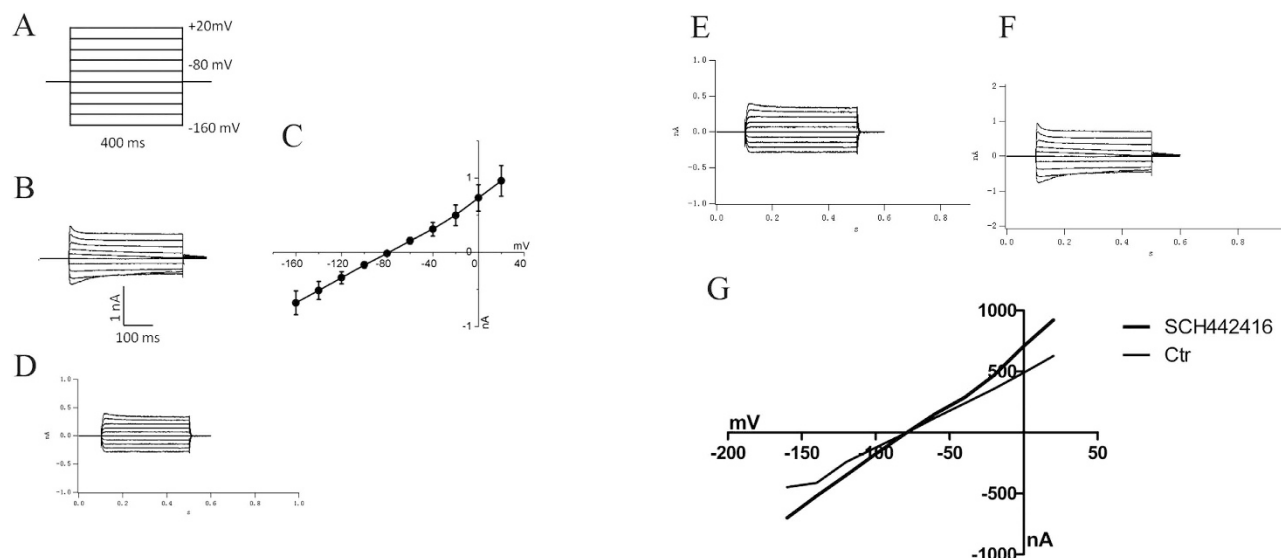 A
+20mV
-80 mV
-160 mV
400 ms
B
1 nA
100 ms
C
1
mV
-160
-120
-80
-40
0
0
40
-1
nA
D
1.0
0.5
0.0
-0.5
-1.0
nA
0.0
0.2
0.4
0.6
0.8
1.0
s
E
1.0
0.5
0.0
-0.5
-1.0
nA
0.0
0.2
0.4
0.6
0.8
s
F
2
1
0
-1
-2
nA
0.0
0.2
0.4
0.6
0.8
s
G
1000
500
mV
-200
-150
-100
-50
0
50
-500
-1000
nA
SCH442416
Ctr